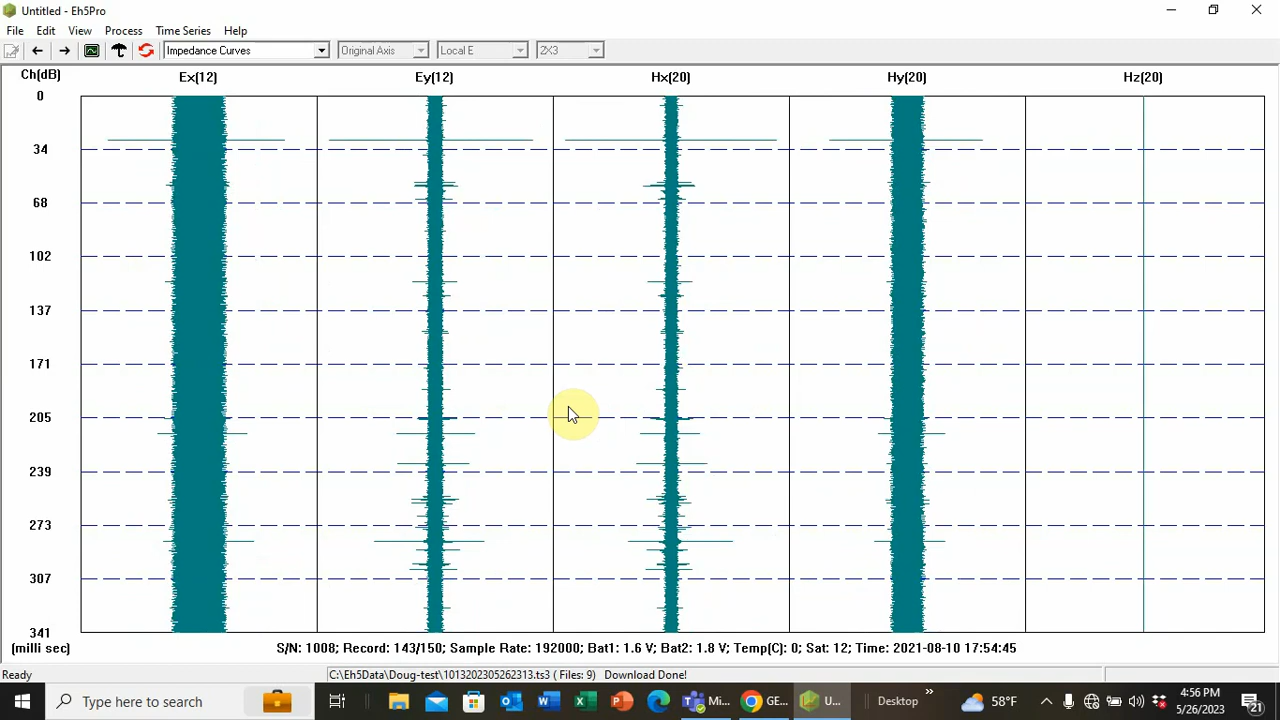 Untitled - Eh5Pro
File Edit View Process Time Series Help
Impedance Curves Original Axis Local E 2X3
Ch(dB) Ex(12) Ey(12) Hx(20) Hy(20) Hz(20)
0
34
68
102
137
171
205
239
273
307
341
(milli sec) S/N: 1008; Record: 143/150; Sample Rate: 192000; Bat1: 1.6 V; Bat2: 1.8 V; Temp(C): 0; Sat: 12; Time: 2021-08-10 17:54:45
Ready C:\Eh5Data\Doug-test\1013202305262313.ts3 ( Files: 9) Download Done!
Type here to search Mi... GE... U... Desktop 58°F 4:56 PM
5/26/2023 21